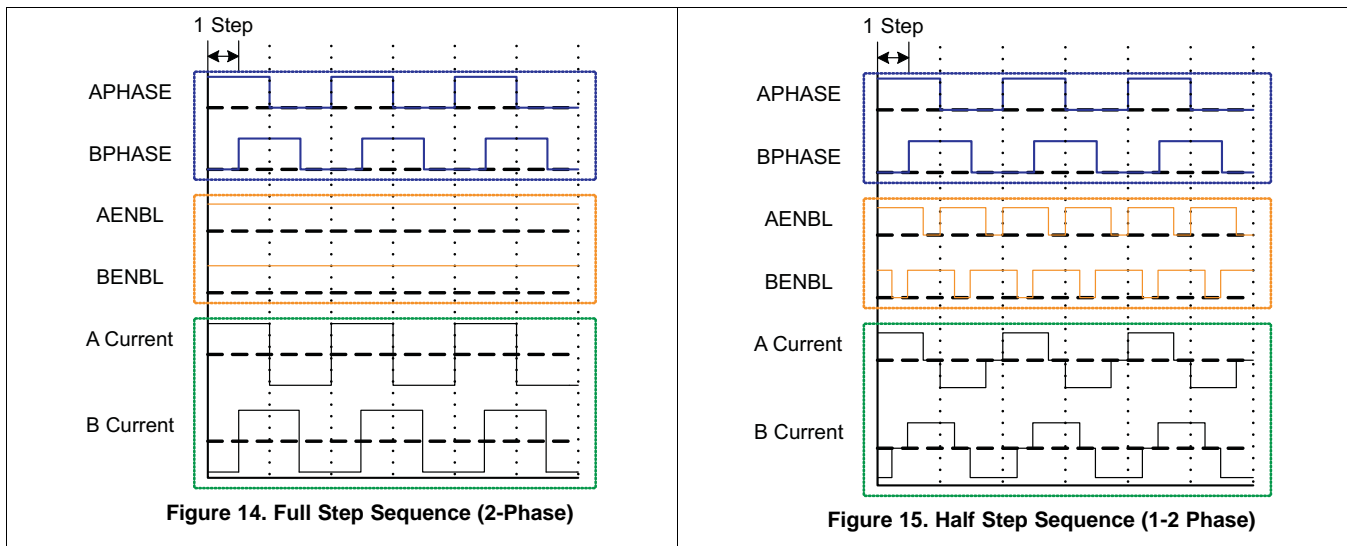 1 Step
APHASE
BPHASE
AENBL
BENBL
A Current
B Current
Figure 14. Full Step Sequence (2-Phase)
1 Step
APHASE
BPHASE
AENBL
BENBL
A Current
B Current
Figure 15. Half Step Sequence (1-2 Phase)